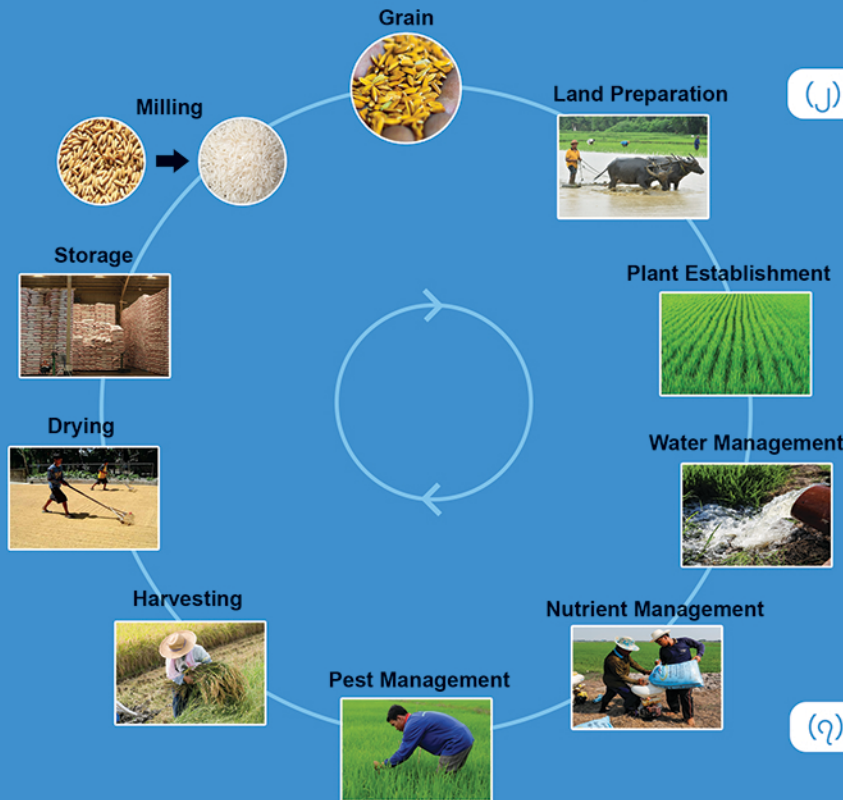 Grain
Land Preparation
Plant Establishment
Water Management
Nutrient Management
Pest Management
Harvesting
Drying
Storage
Milling